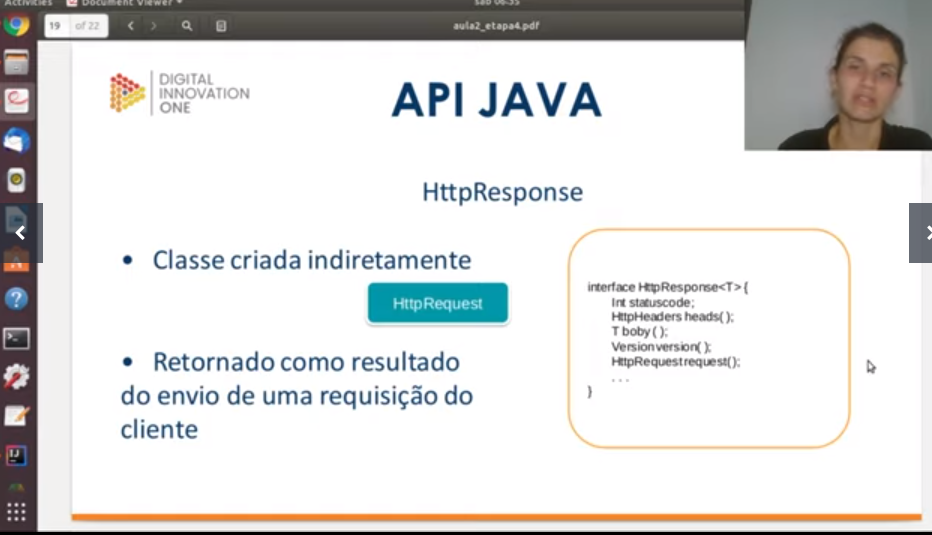 Activities Document Viewer
sáb 06:35
19 of 22
aula2_etapa4.pdf
DIGITAL
INNOVATION
ONE
API JAVA
HttpResponse
• Classe criada indiretamente
HttpRequest
• Retornado como resultado
do envio de uma requisição do
cliente
interface HttpResponse<T> {
Int statuscode;
HttpHeaders heads( );
T boby ( );
Version version( );
HttpRequest request();
. . .
}